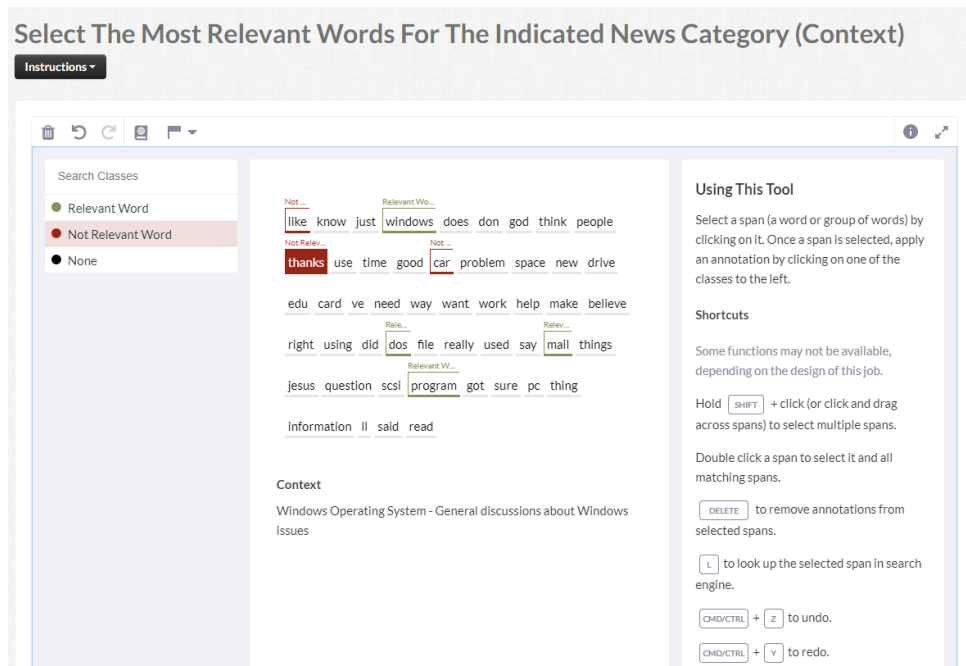 Select The Most Relevant Words For The Indicated News Category (Context)
Instructions
Search Classes
Relevant Word
Not Relevant Word
None
Not ... Relevant Wo...
like know just windows does don god think people
Not Relev... Not ...
thanks use time good car problem space new drive
edu card ve need way want work help make believe
Rele... Relev...
right using did dos file really used say mail things
Relevant W...
jesus question scsi program got sure pc thing
information ll said read
Context
Windows Operating System - General discussions about Windows
issues
Using This Tool
Select a span (a word or group of words) by
clicking on it. Once a span is selected, apply
an annotation by clicking on one of the
classes to the left.
Shortcuts
Some functions may not be available,
depending on the design of this job.
Hold SHIFT + click (or click and drag
across spans) to select multiple spans.
Double click a span to select it and all
matching spans.
DELETE to remove annotations from
selected spans.
L to look up the selected span in search
engine.
CMD/CTRL + Z to undo.
CMD/CTRL + Y to redo.